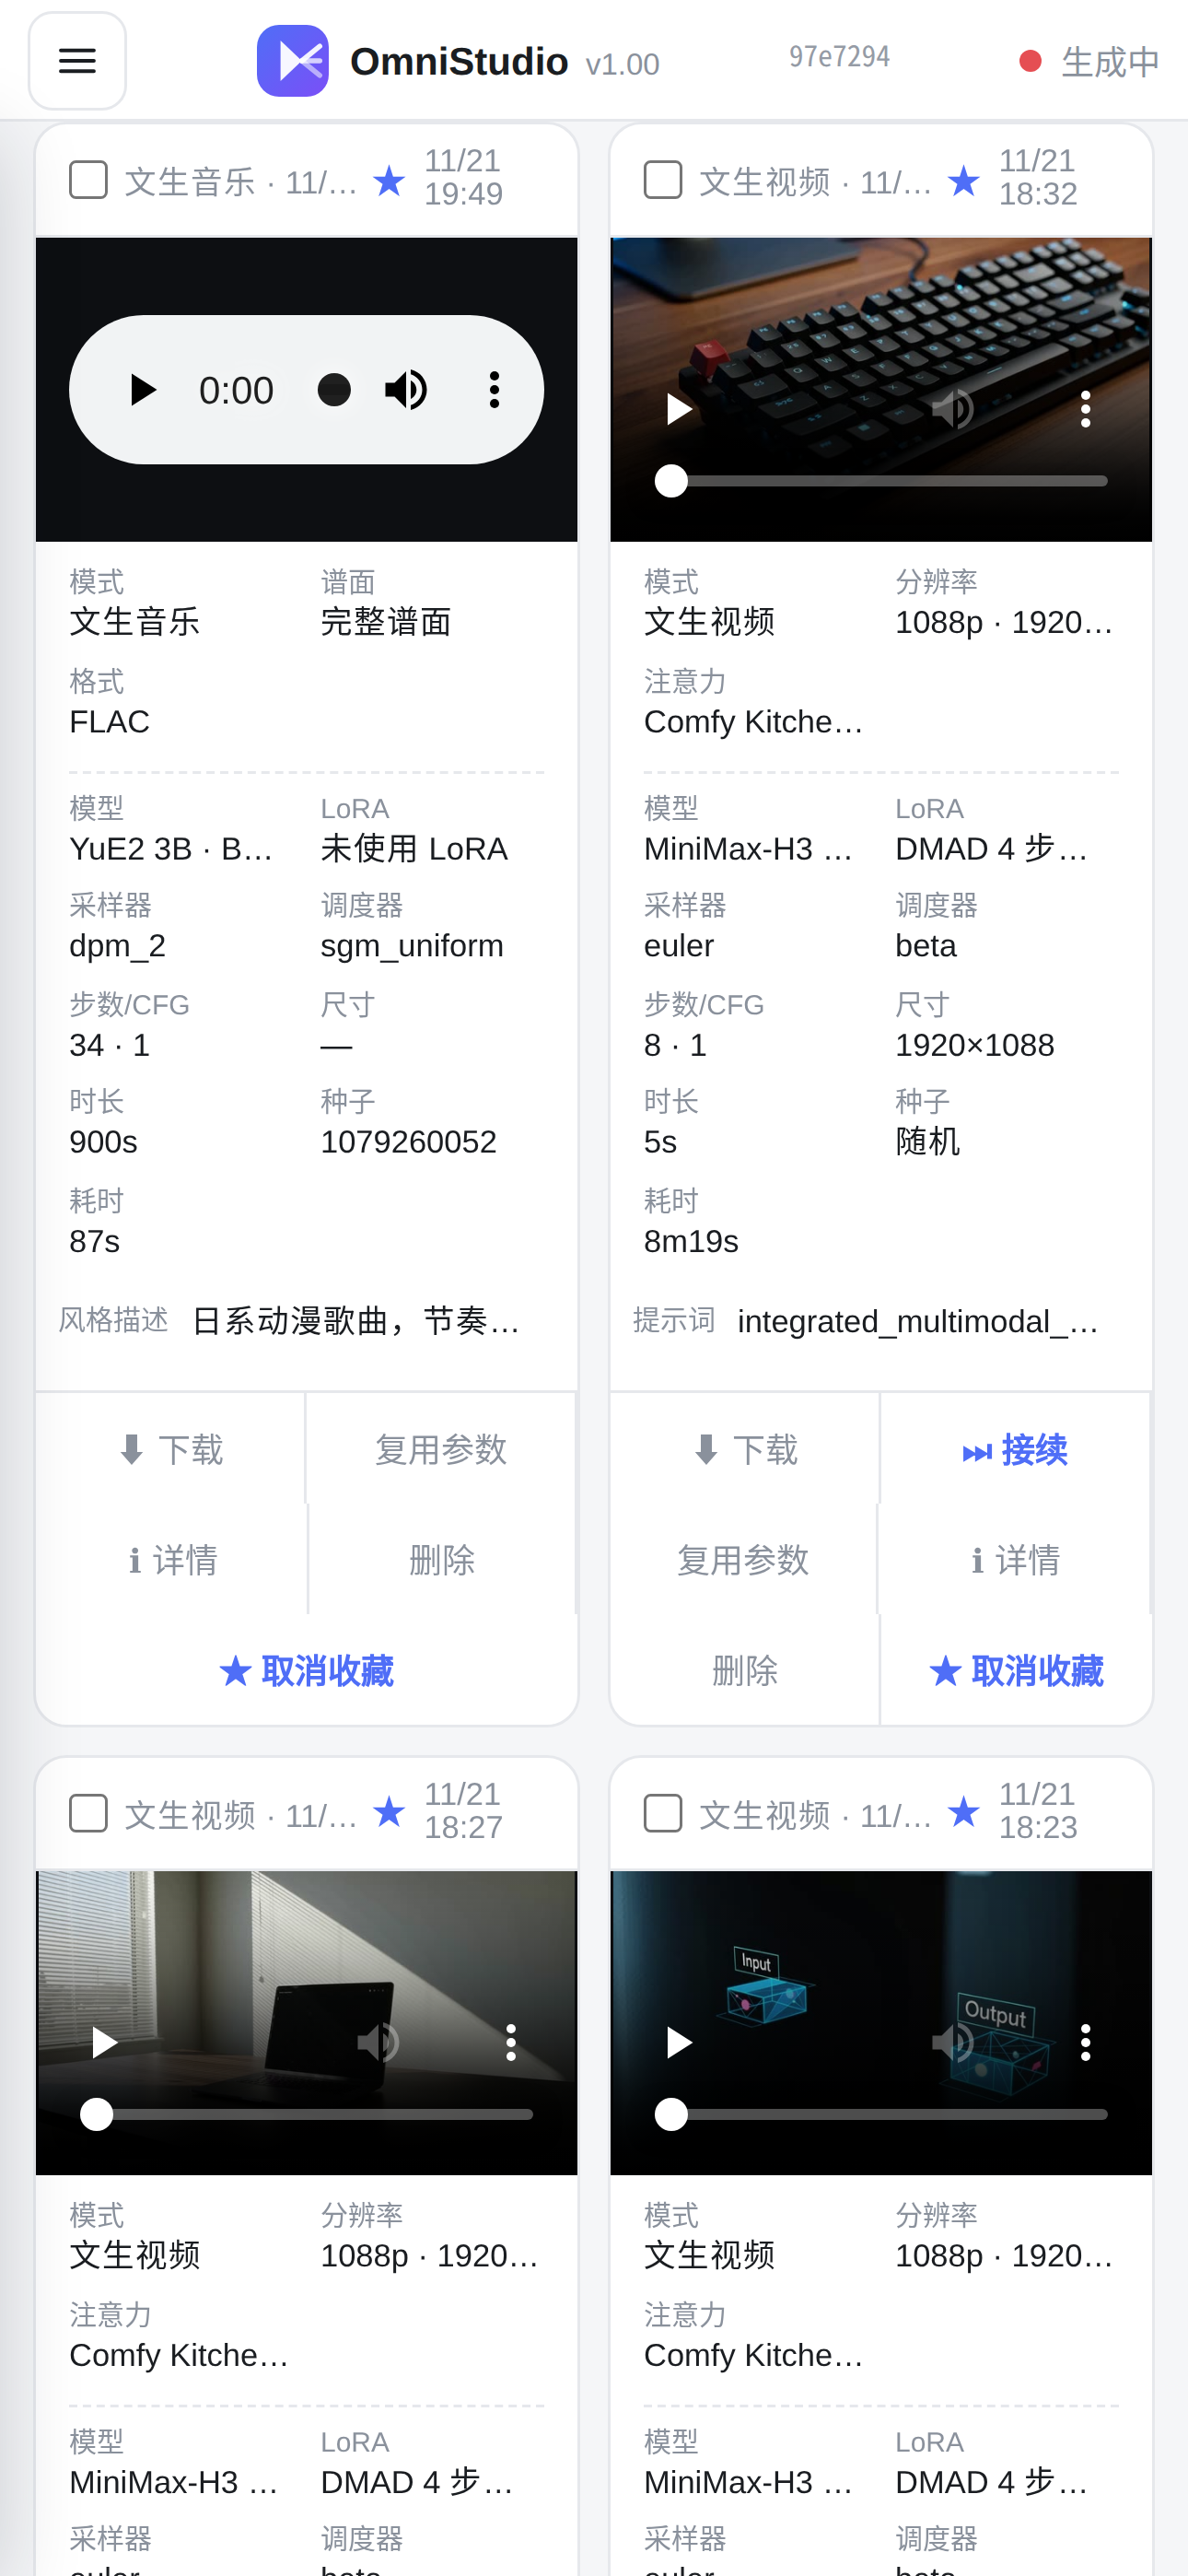 OmniStudio v1.00
97e7294
生成中
文生音乐 · 11/…
★
11/21
19:49
0:00
模式
谱面
文生音乐
完整谱面
格式
FLAC
模型
LoRA
YuE2 3B · B…
未使用 LoRA
采样器
调度器
dpm_2
sgm_uniform
步数/CFG
尺寸
34 · 1
—
时长
种子
900s
1079260052
耗时
87s
风格描述 日系动漫歌曲，节奏…
⬇ 下载
复用参数
ℹ 详情
删除
★ 取消收藏
文生视频 · 11/…
★
11/21
18:32
模式
分辨率
文生视频
1088p · 1920…
注意力
Comfy Kitche…
模型
LoRA
MiniMax-H3 …
DMAD 4 步…
采样器
调度器
euler
beta
步数/CFG
尺寸
8 · 1
1920×1088
时长
种子
5s
随机
耗时
8m19s
提示词 integrated_multimodal_…
⬇ 下载
⏭ 接续
复用参数
ℹ 详情
删除
★ 取消收藏
文生视频 · 11/…
★
11/21
18:27
模式
分辨率
文生视频
1088p · 1920…
注意力
Comfy Kitche…
模型
LoRA
MiniMax-H3 …
DMAD 4 步…
采样器
调度器
euler
beta
文生视频 · 11/…
★
11/21
18:23
Input
Output
模式
分辨率
文生视频
1088p · 1920…
注意力
Comfy Kitche…
模型
LoRA
MiniMax-H3 …
DMAD 4 步…
采样器
调度器
euler
beta